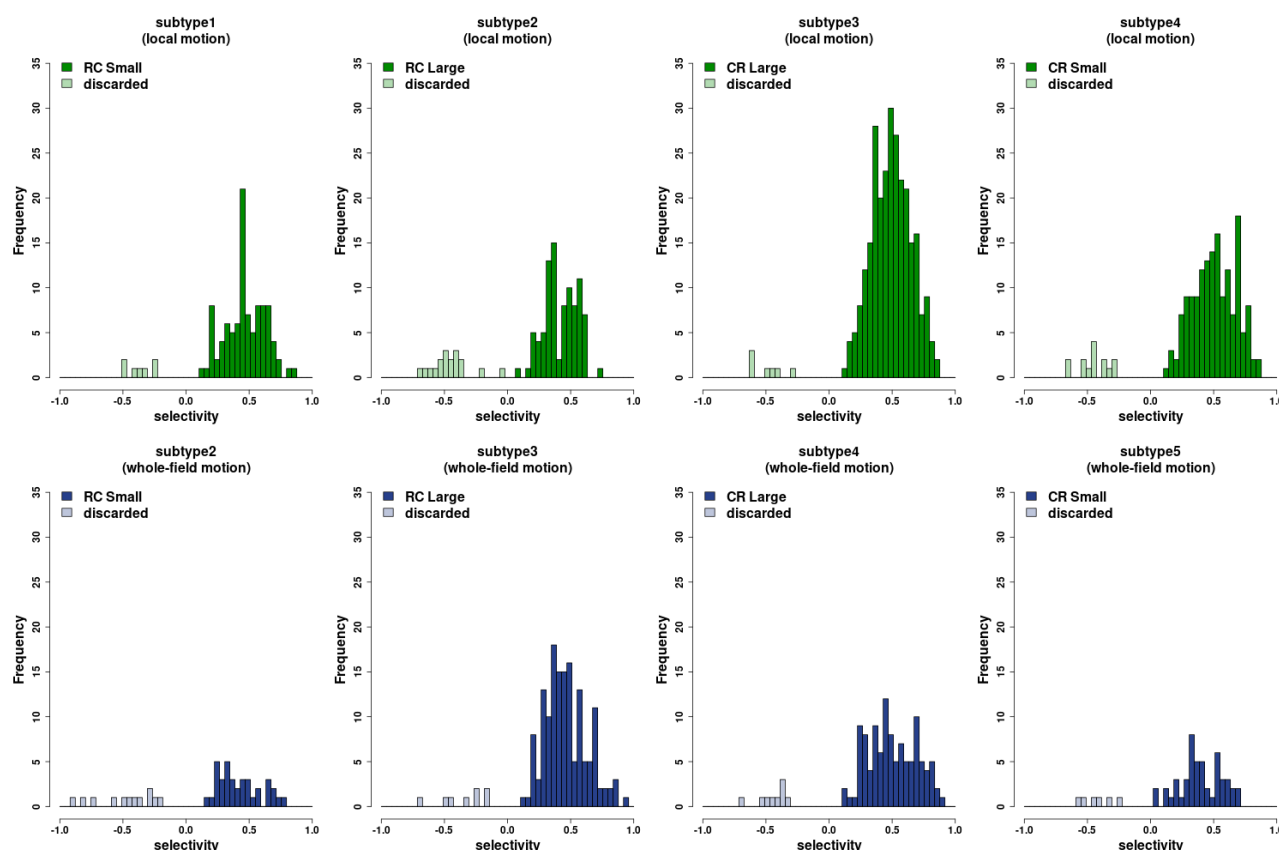 subtype1
(local motion)
RC Small
discarded
35
30
25
20
15
10
5
0
Frequency
-1.0
-0.5
0.0
0.5
1.0
selectivity
subtype2
(local motion)
RC Large
discarded
35
30
25
20
15
10
5
0
Frequency
-1.0
-0.5
0.0
0.5
1.0
selectivity
subtype3
(local motion)
CR Large
discarded
35
30
25
20
15
10
5
0
Frequency
-1.0
-0.5
0.0
0.5
1.0
selectivity
subtype4
(local motion)
CR Small
discarded
35
30
25
20
15
10
5
0
Frequency
-1.0
-0.5
0.0
0.5
1.0
selectivity
subtype2
(whole-field motion)
RC Small
discarded
35
30
25
20
15
10
5
0
Frequency
-1.0
-0.5
0.0
0.5
1.0
selectivity
subtype3
(whole-field motion)
RC Large
discarded
35
30
25
20
15
10
5
0
Frequency
-1.0
-0.5
0.0
0.5
1.0
selectivity
subtype4
(whole-field motion)
CR Large
discarded
35
30
25
20
15
10
5
0
Frequency
-1.0
-0.5
0.0
0.5
1.0
selectivity
subtype5
(whole-field motion)
CR Small
discarded
35
30
25
20
15
10
5
0
Frequency
-1.0
-0.5
0.0
0.5
1.0
selectivity